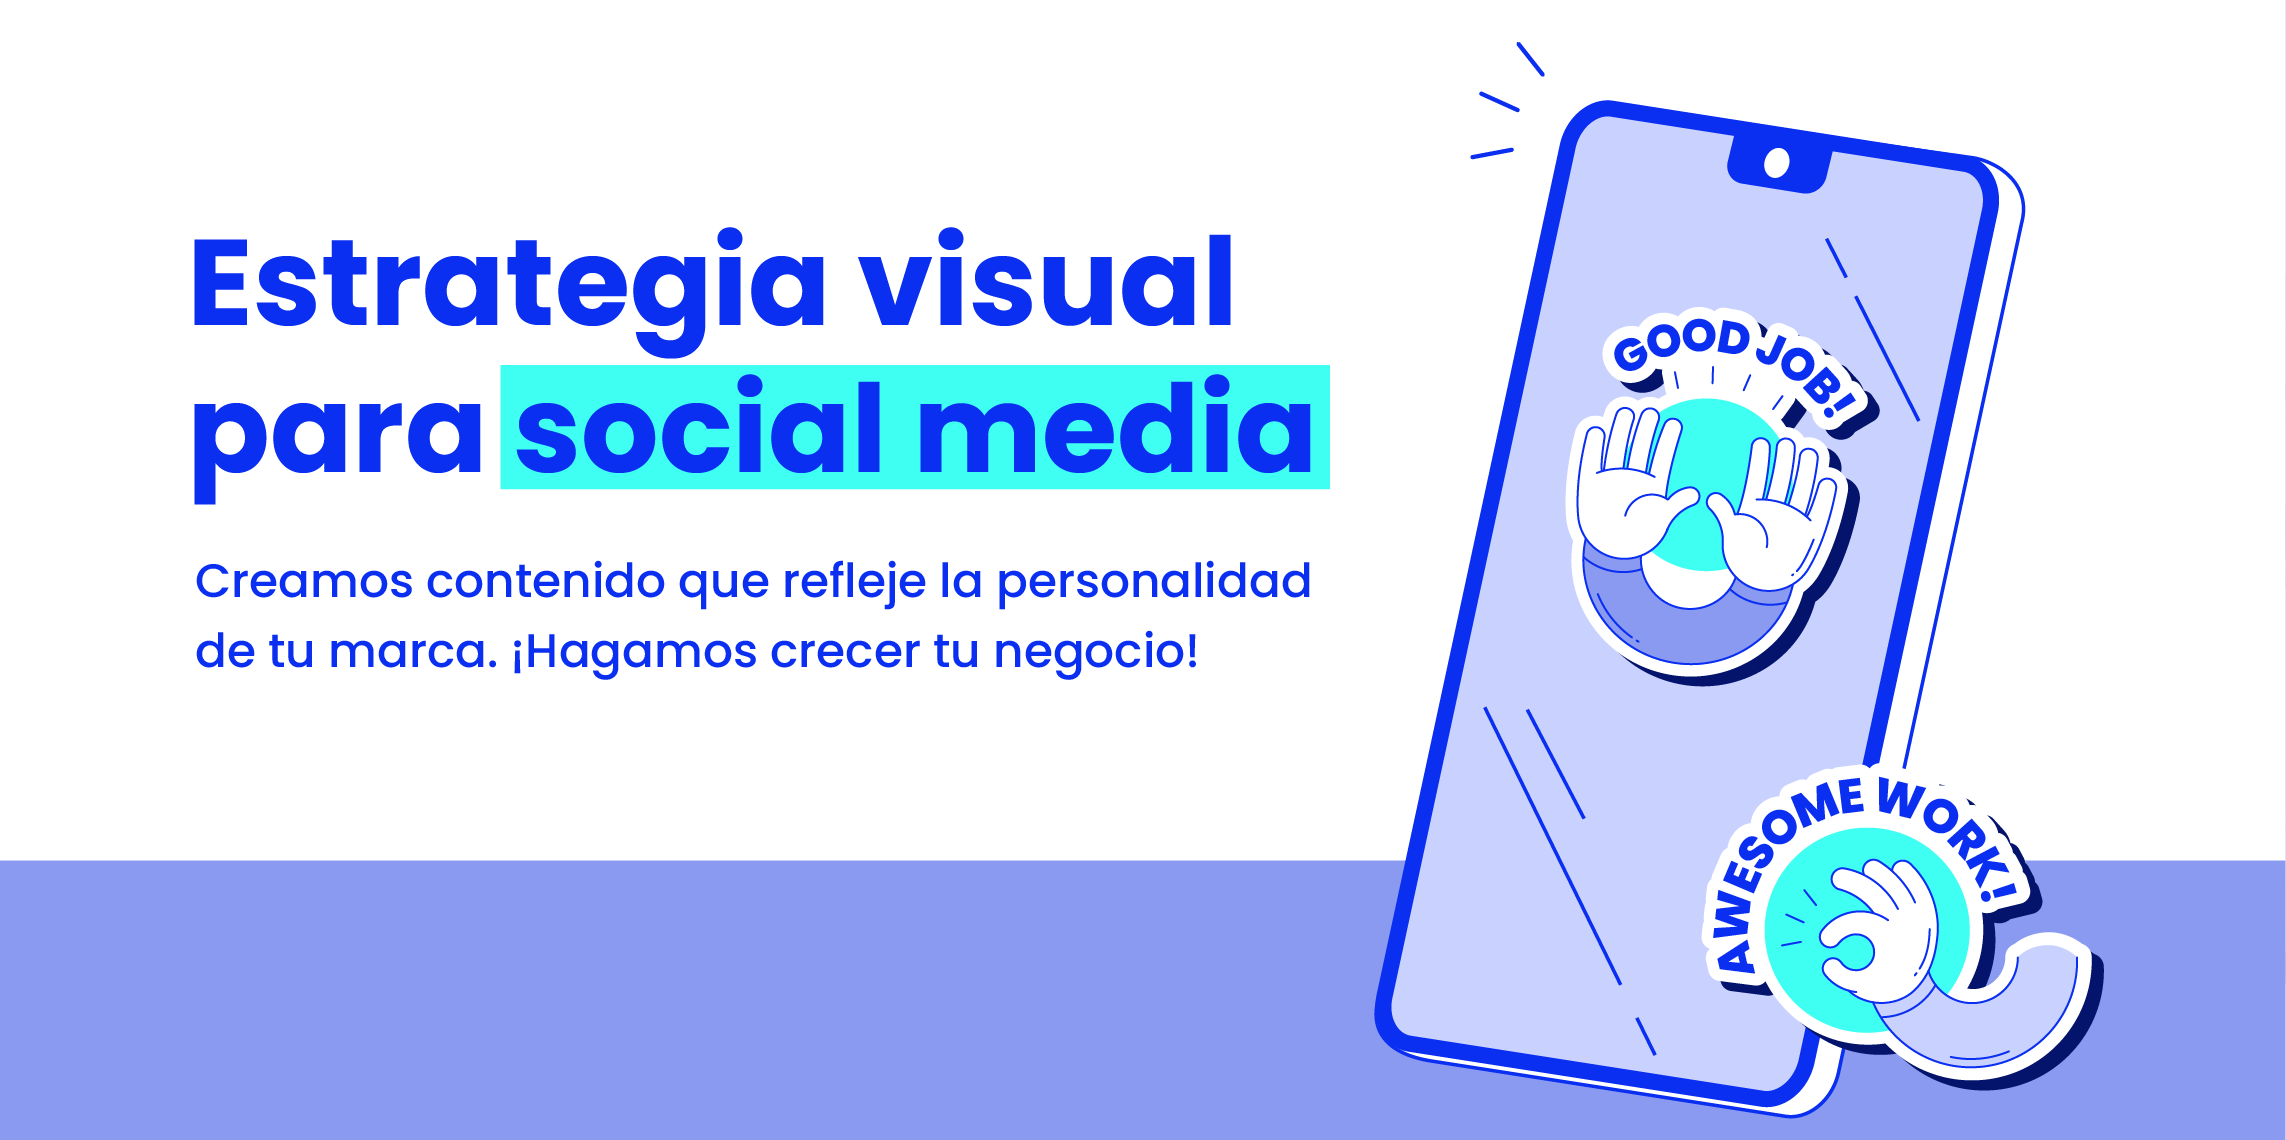 Estrategia visual
para social media
Creamos contenido que refleje la personalidad
de tu marca. ¡Hagamos crecer tu negocio!
GOOD JOB!
AWESOME WORK!